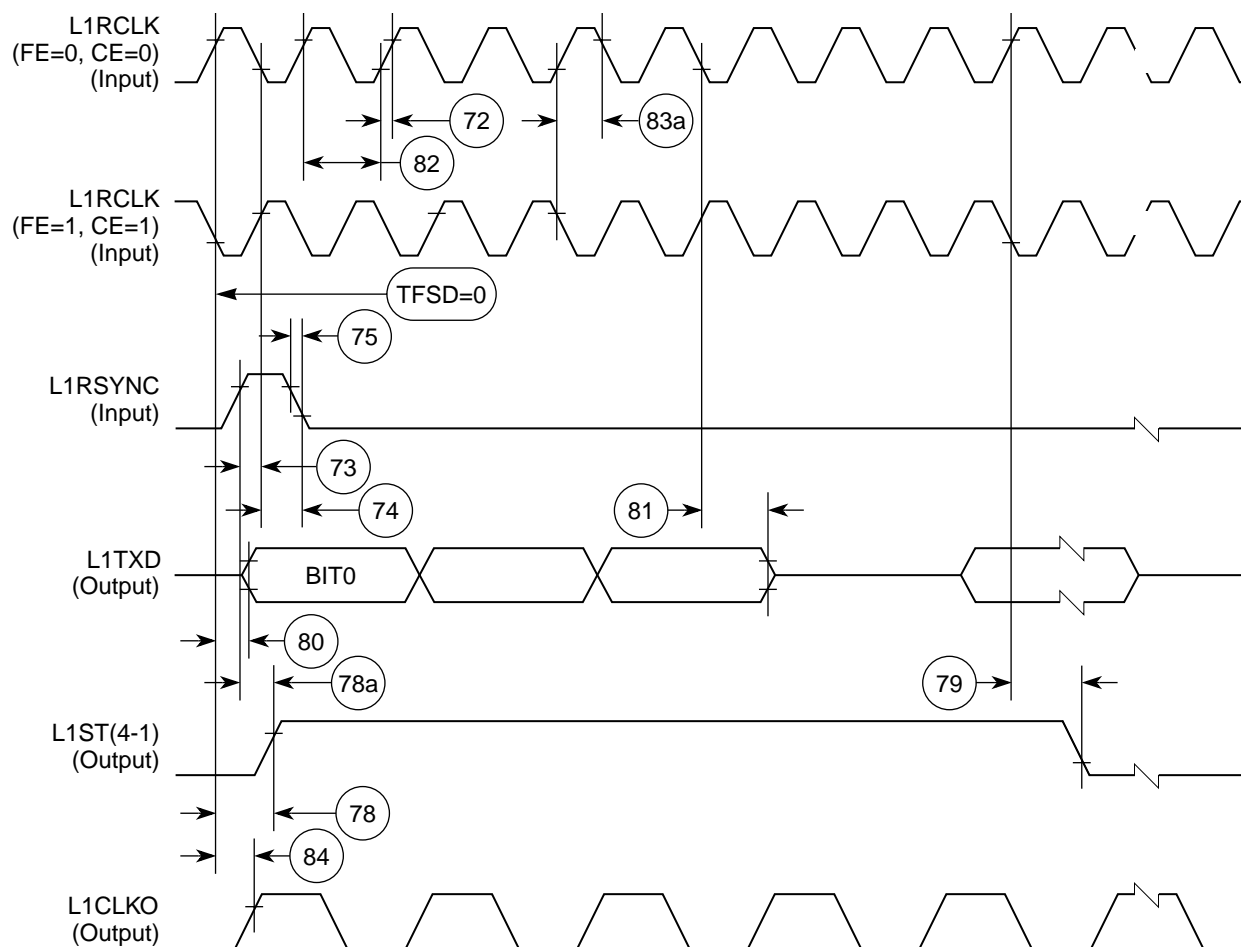 L1RCLK
(FE=0, CE=0)
(Input)
72
83a
82
L1RCLK
(FE=1, CE=1)
(Input)
TFSD=0
75
L1RSYNC
(Input)
73
74
81
L1TXD
(Output)
BIT0
80
78a
79
L1ST(4-1)
(Output)
78
84
L1CLKO
(Output)